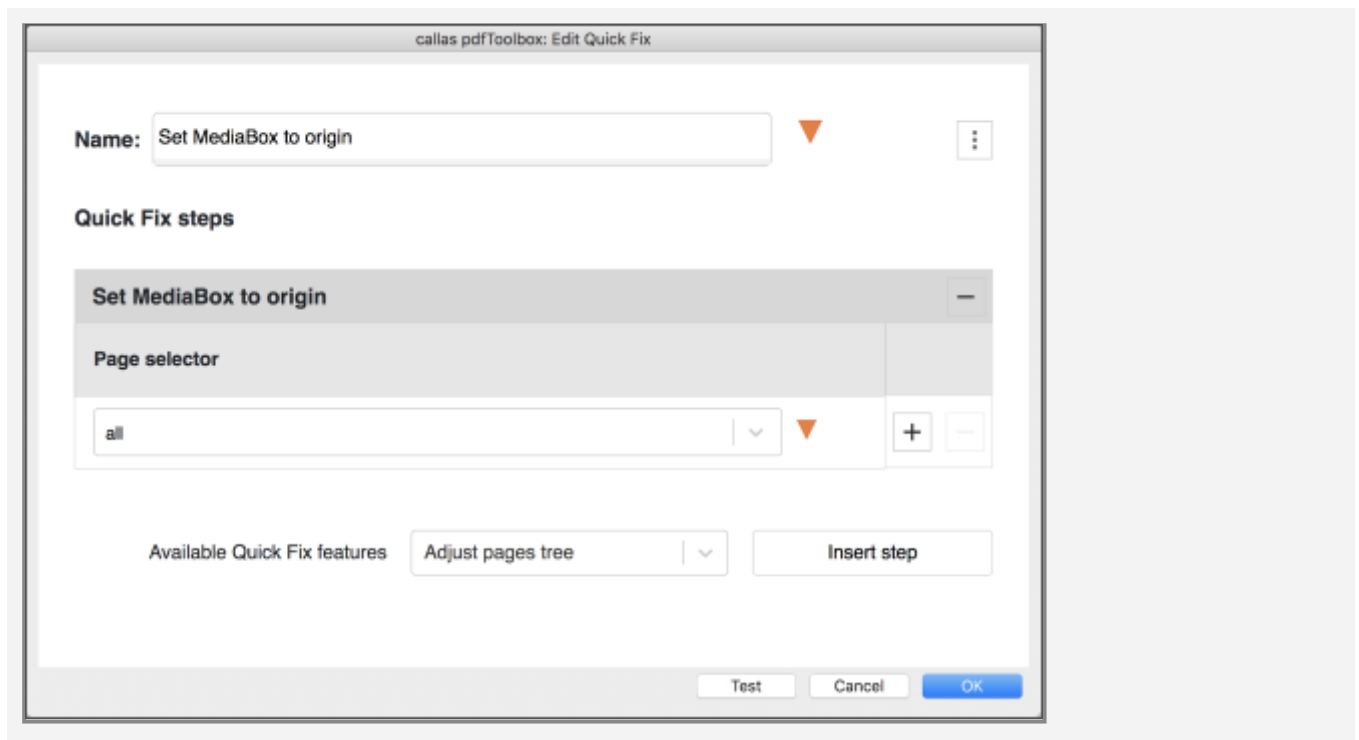 callas pdfToolbox: Edit Quick Fix
Name: Set MediaBox to origin
Quick Fix steps
Set MediaBox to origin
Page selector
all
Available Quick Fix features Adjust pages tree Insert step
Test Cancel OK